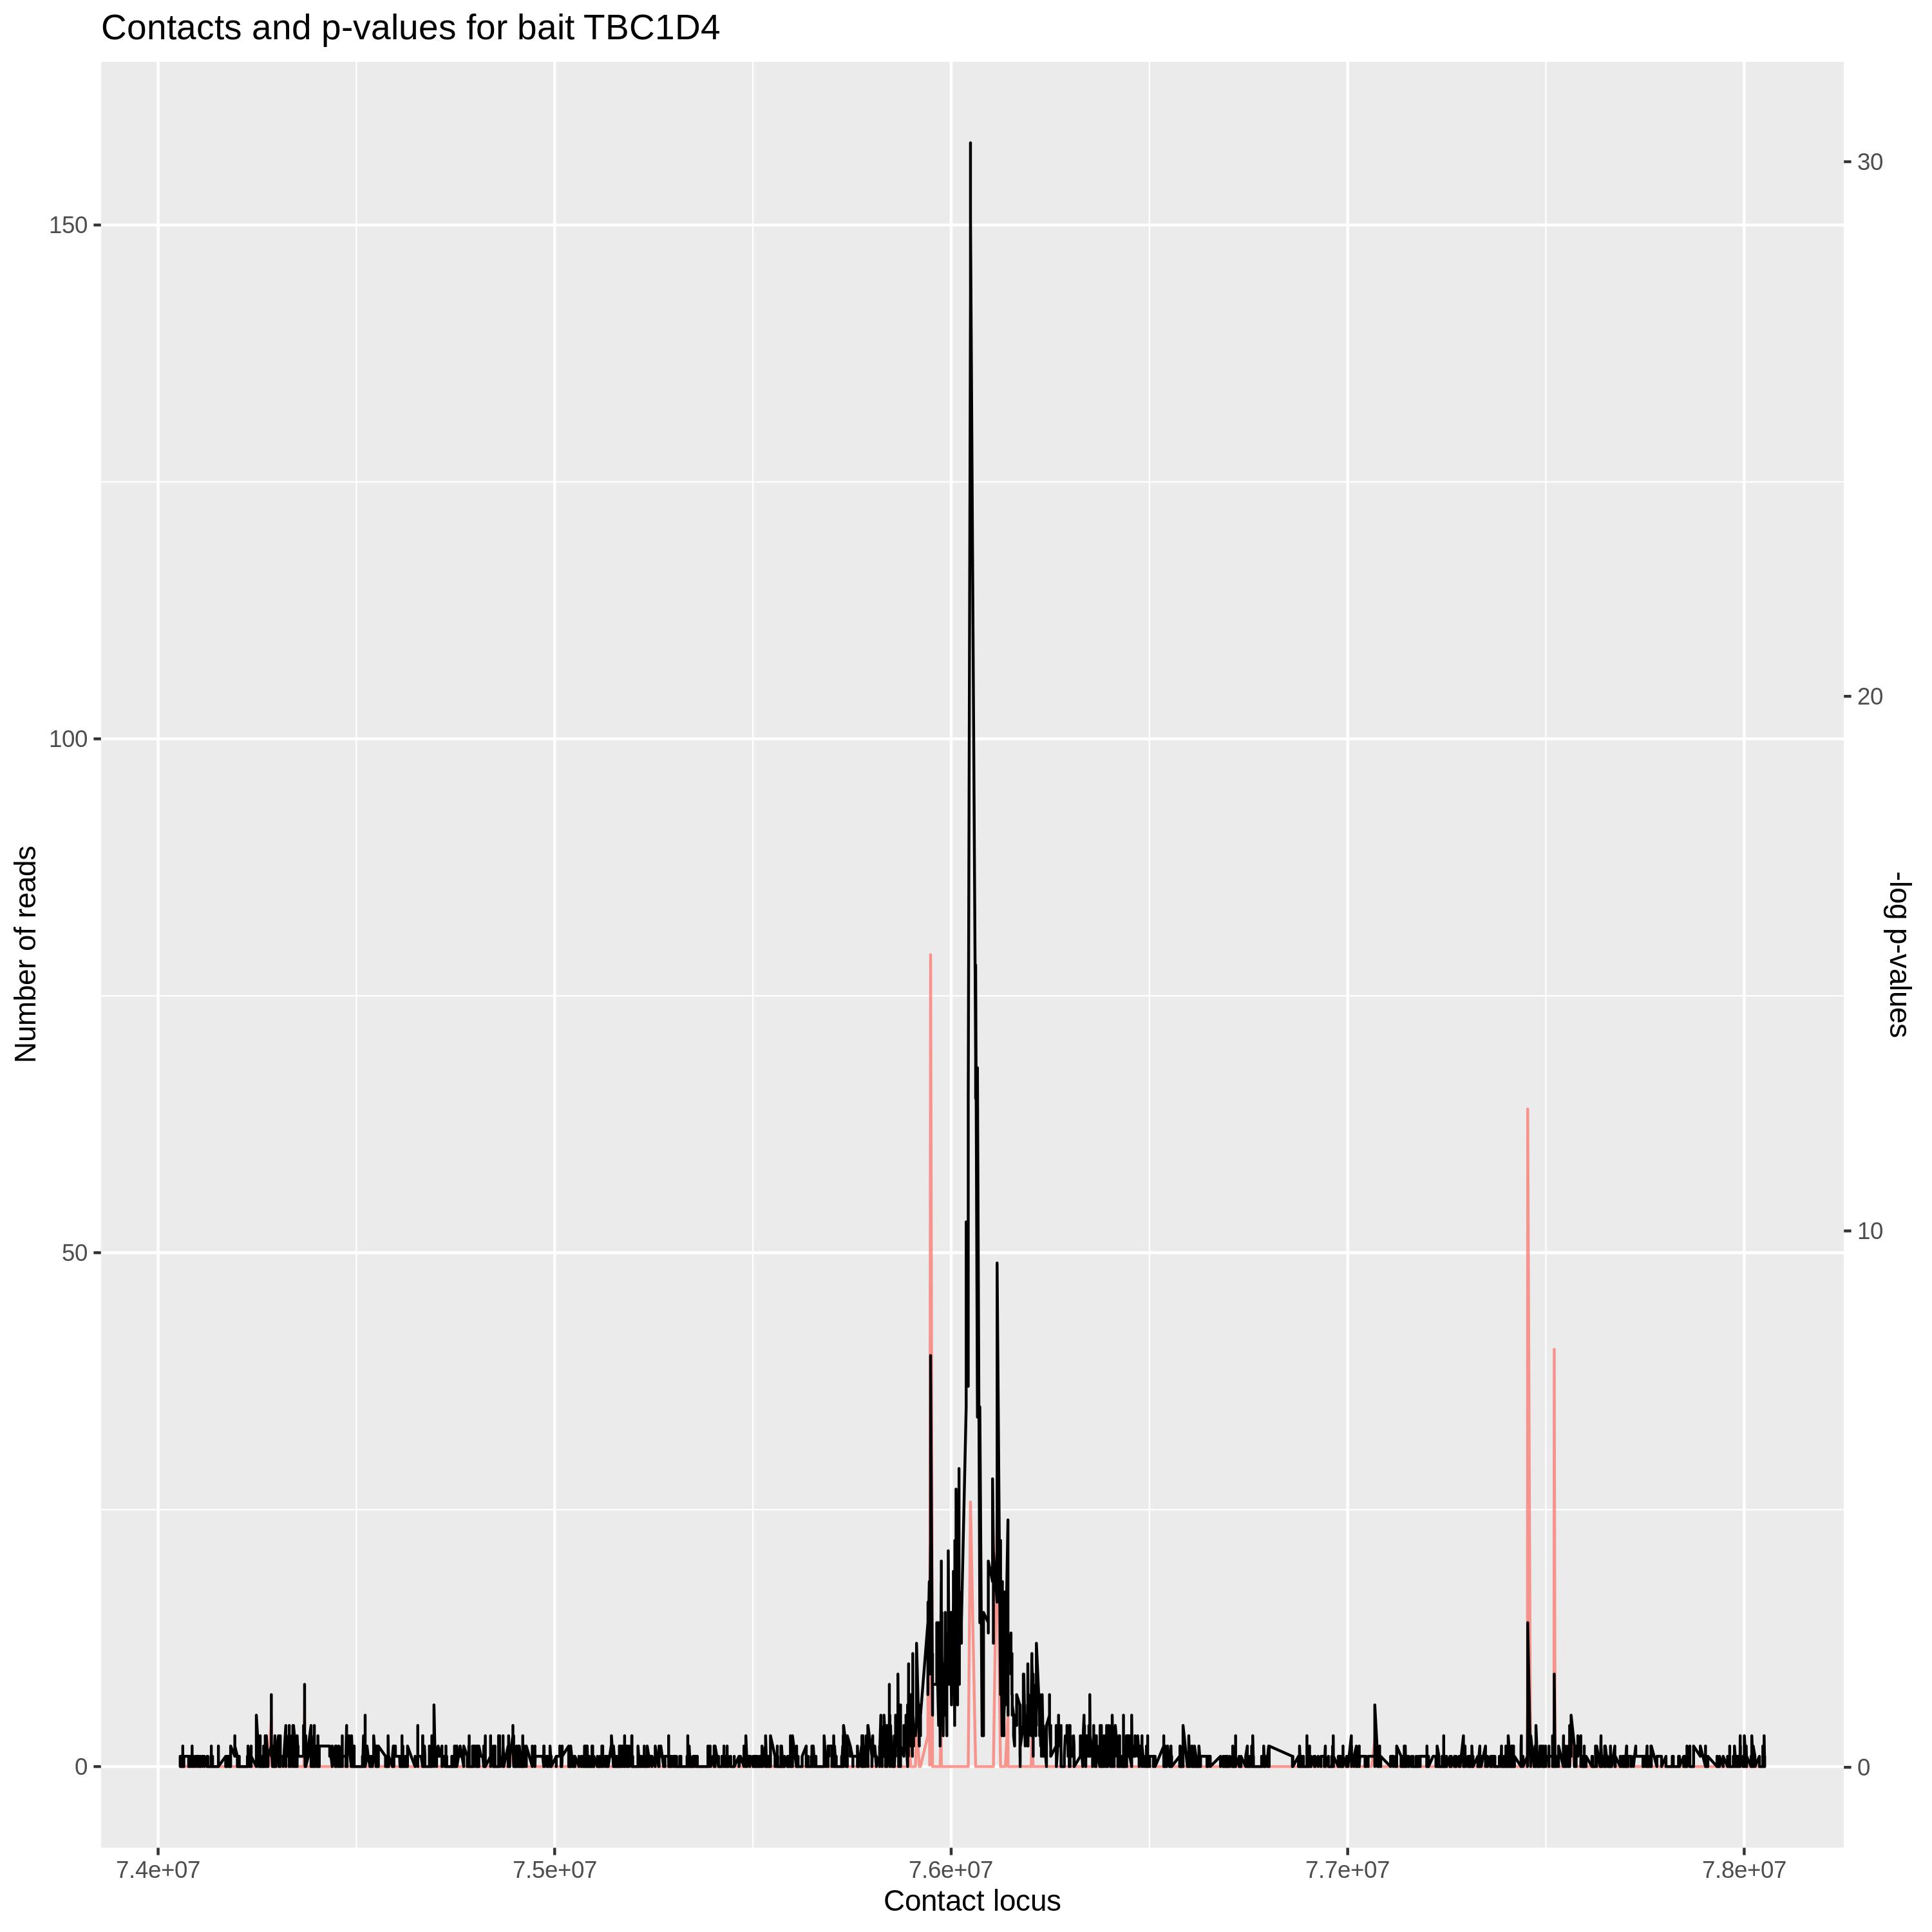 Contacts and p-values for bait TBC1D4
150
100
50
0
Number of reads
30
20
10
0
-log p-values
7.4e+07 7.5e+07 7.6e+07 7.7e+07 7.8e+07
Contact locus